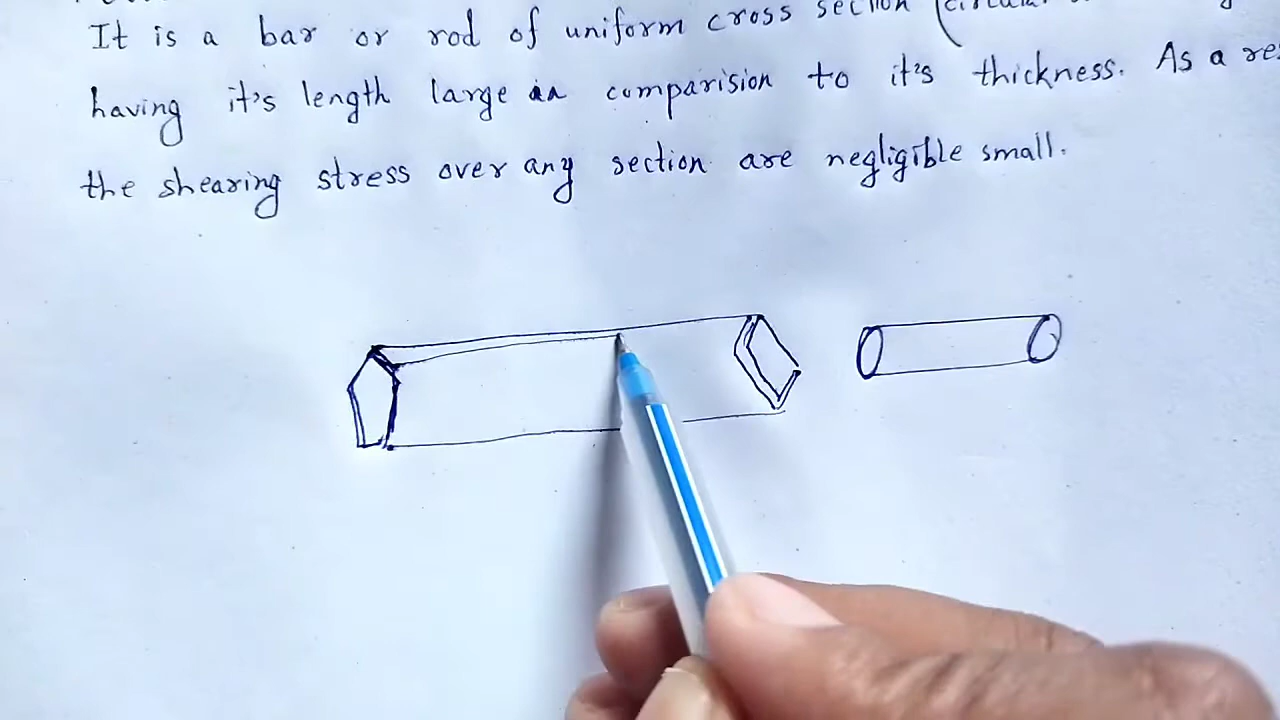 It is a bar or rod of uniform cross section
having it's length large in comparision to it's thickness. As a
the shearing stress over any section are negligible small.